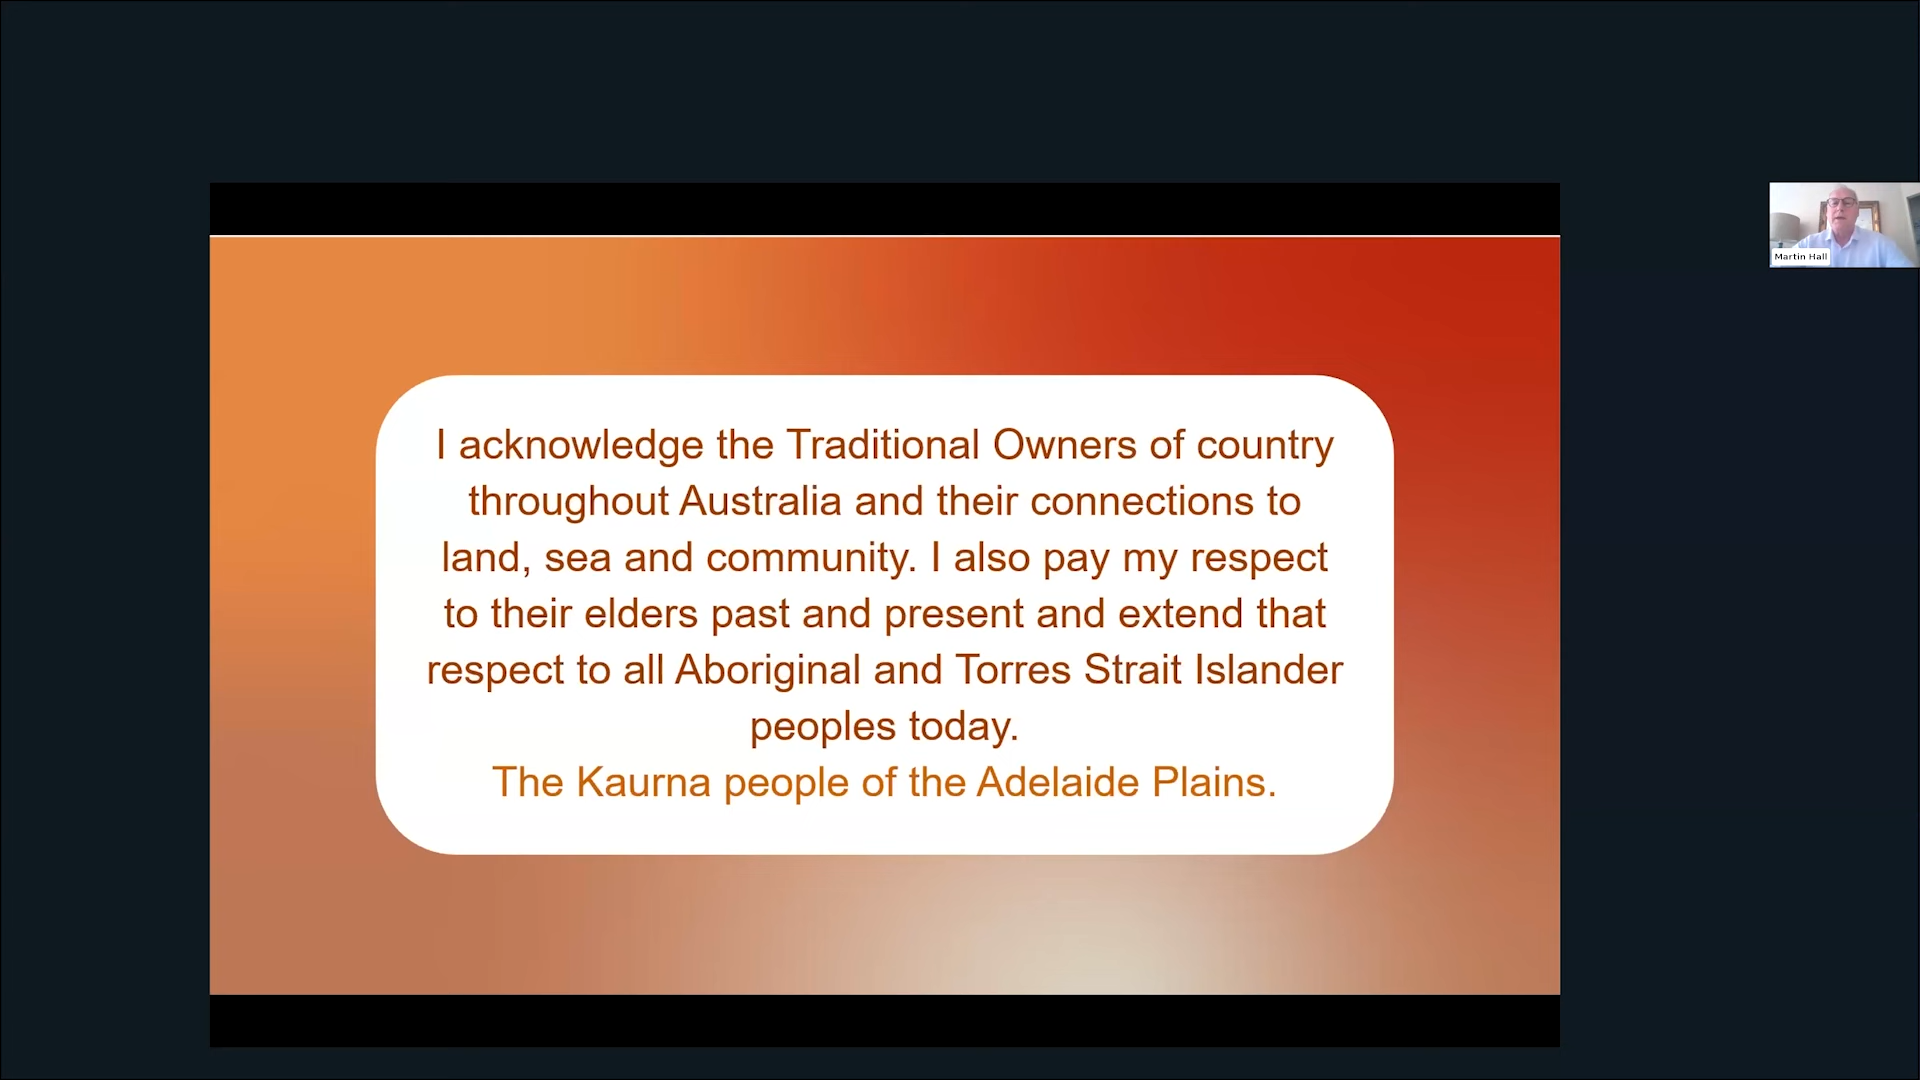 I acknowledge the Traditional Owners of country
throughout Australia and their connections to
land, sea and community. I also pay my respect
to their elders past and present and extend that
respect to all Aboriginal and Torres Strait Islander
peoples today.
The Kaurna people of the Adelaide Plains.
Martin Hall